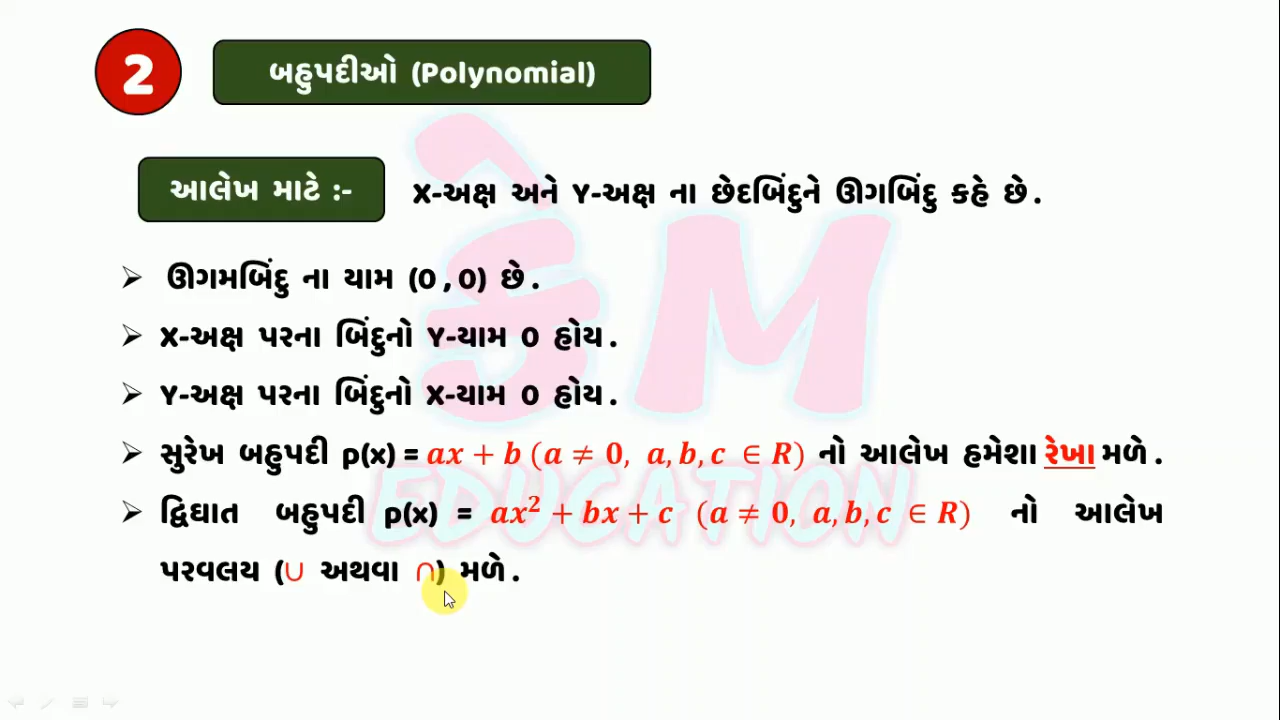 2
બહુપદીઓ (Polynomial)
આલેખ માટે :-
X-અક્ષ અને Y-અક્ષ ના છેદબિંદુને ઊગબિંદુ કહે છે.
➢ ઊગમબિંદુ ના યામ (0,0) છે.
➢ X-અક્ષ પરના બિંદુનો Y-યામ 0 હોય.
➢ Y-અક્ષ પરના બિંદુનો X-યામ 0 હોય.
➢ સુરેખ બહુપદી p(x) = ax + b (a ≠ 0, a, b, c ∈ R) નો આલેખ હમેશા રેખા મળે.
➢ દ્વિઘાત બહુપદી p(x) = ax² + bx + c (a ≠ 0, a, b, c ∈ R) નો આલેખ
પરવલય (∪ અથવા ∩) મળે.
કેM
EDUCATION